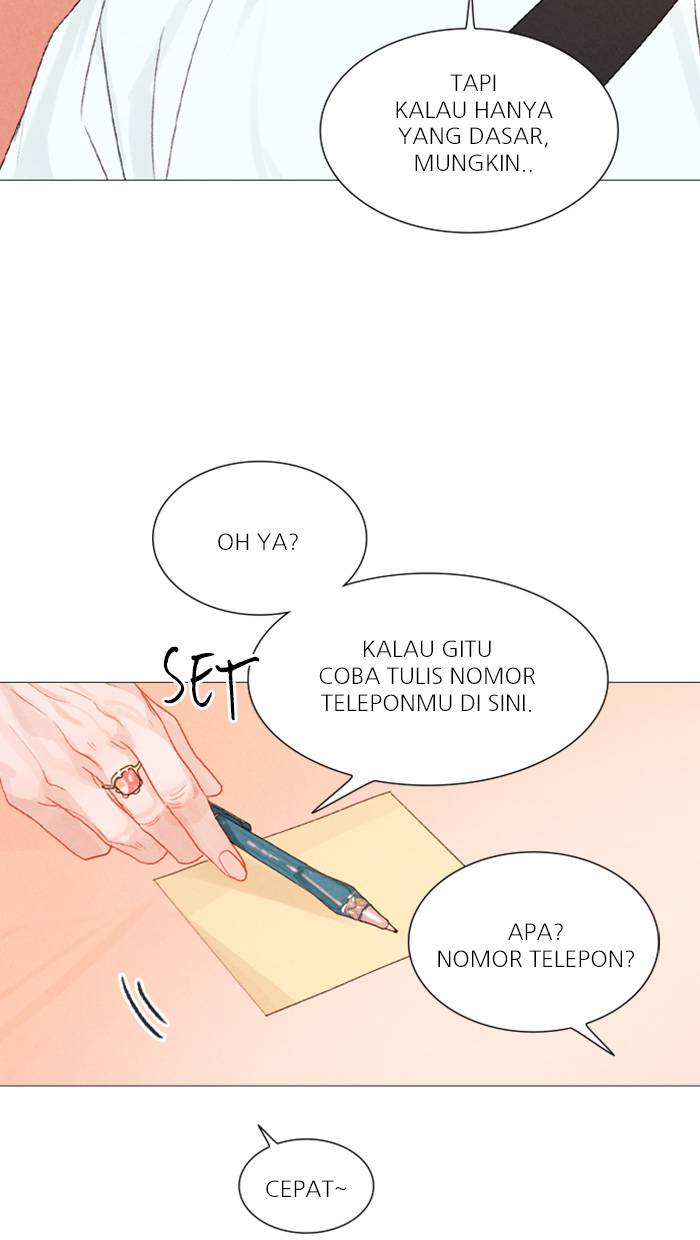 TAPI
KALAU HANYA
YANG DASAR,
MUNGKIN..
OH YA?
KALAU GITU
COBA TULIS NOMOR
TELEPONMU DI SINI.
SET
APA?
NOMOR TELEPON?
CEPAT~